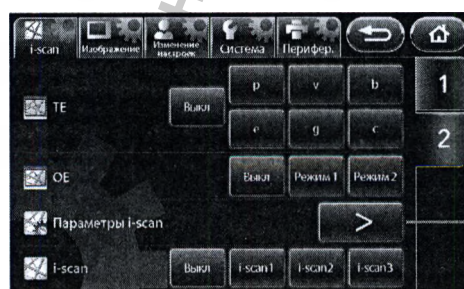 i-scan Изображение Изменение настроек Система Перифер.
p v b
TE Выкл
e g c
OE Выкл Режим 1 Режим 2
Параметры i-scan >
i-scan Выкл i-scan1 i-scan2 i-scan3
1
2